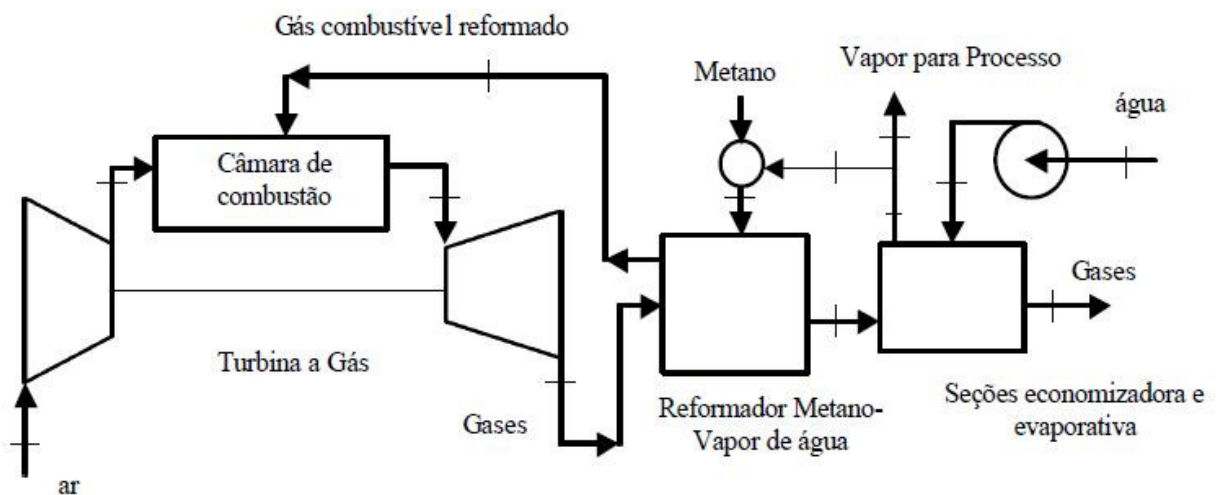 Gás combustível reformado
Metano
Vapor para Processo
água
Câmara de
combustão
Gases
Turbina a Gás
Gases
Reformador Metano-
Vapor de água
Seções economizadora e
evaporativa
ar